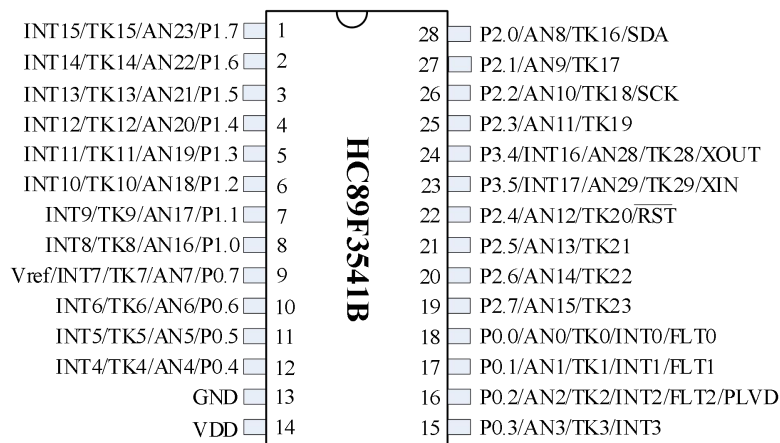 INT15/TK15/AN23/P1.7 1
INT14/TK14/AN22/P1.6 2
INT13/TK13/AN21/P1.5 3
INT12/TK12/AN20/P1.4 4
INT11/TK11/AN19/P1.3 5
INT10/TK10/AN18/P1.2 6
INT9/TK9/AN17/P1.1 7
INT8/TK8/AN16/P1.0 8
Vref/INT7/TK7/AN7/P0.7 9
INT6/TK6/AN6/P0.6 10
INT5/TK5/AN5/P0.5 11
INT4/TK4/AN4/P0.4 12
GND 13
VDD 14
HC89F3541B
28 P2.0/AN8/TK16/SDA
27 P2.1/AN9/TK17
26 P2.2/AN10/TK18/SCK
25 P2.3/AN11/TK19
24 P3.4/INT16/AN28/TK28/XOUT
23 P3.5/INT17/AN29/TK29/XIN
22 P2.4/AN12/TK20/R̅S̅T̅
21 P2.5/AN13/TK21
20 P2.6/AN14/TK22
19 P2.7/AN15/TK23
18 P0.0/AN0/TK0/INT0/FLT0
17 P0.1/AN1/TK1/INT1/FLT1
16 P0.2/AN2/TK2/INT2/FLT2/PLVD
15 P0.3/AN3/TK3/INT3